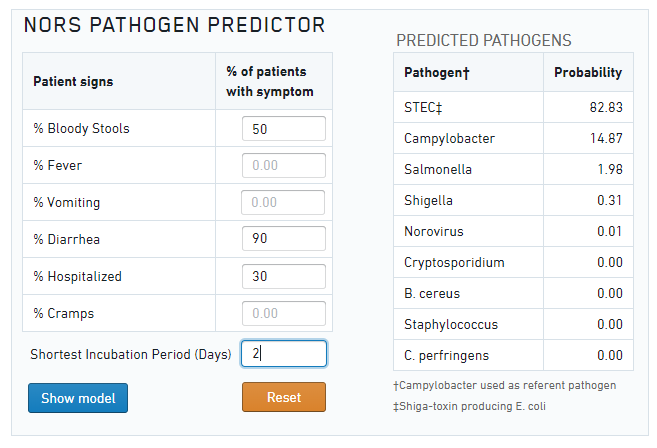 NORS PATHOGEN PREDICTOR
Patient signs % of patients with symptom
% Bloody Stools 50
% Fever 0.00
% Vomiting 0.00
% Diarrhea 90
% Hospitalized 30
% Cramps 0.00
Shortest Incubation Period (Days) 2
Show model Reset
PREDICTED PATHOGENS
Pathogen† Probability
STEC‡ 82.83
Campylobacter 14.87
Salmonella 1.98
Shigella 0.31
Norovirus 0.01
Cryptosporidium 0.00
B. cereus 0.00
Staphylococcus 0.00
C. perfringens 0.00
†Campylobacter used as referent pathogen
‡Shiga-toxin producing E. coli